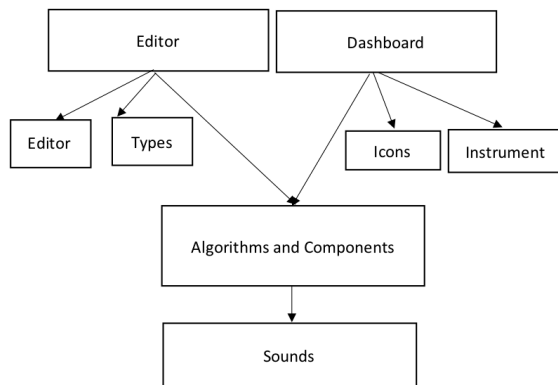 Editor
Dashboard
Editor
Types
Icons
Instrument
Algorithms and Components
Sounds